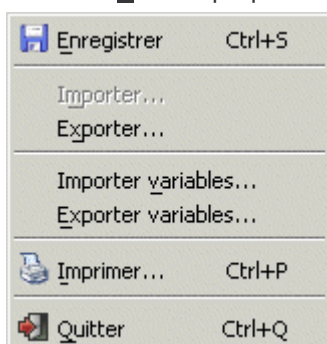 Enregistrer Ctrl+S
Importer...
Exporter...
Importer variables...
Exporter variables...
Imprimer... Ctrl+P
Quitter Ctrl+Q